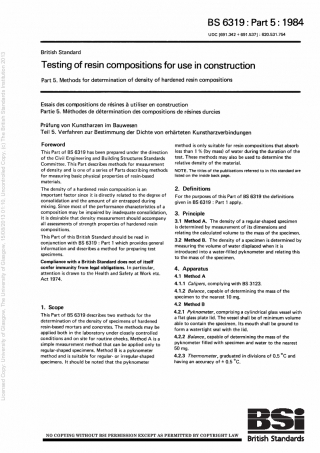 BS 6319 : Part 5 : 1984
UDC [691.342 + 691.537] : 620.531.754
British Standard
Testing of resin compositions for use in construction
Part 5. Methods for determination of density of hardened resin compositions
Essais des compositions de résines à utiliser en construction
Partie 5. Méthodes de détermination des compositions de résines durcies
Prüfung von Kunstharzen im Bauwesen
Teil 5. Verfahren zur Bestimmung der Dichte von erhärteten Kunstharzverbindungen
Foreword
This Part of BS 6319 has been prepared under the direction
of the Civil Engineering and Building Structures Standards
Committee. This Part describes methods for measurement
of density and is one of a series of Parts describing methods
for measuring basic physical properties of resin-based
materials.
The density of a hardened resin composition is an
important factor since it is directly related to the degree of
consolidation and the amount of air entrapped during
mixing. Since most of the performance characteristics of a
composition may be impaired by inadequate consolidation,
it is desirable that density measurement should accompany
all assessments of strength properties of hardened resin
compositions.
This Part of this British Standard should be read in
conjunction with BS 6319 : Part 1 which provides general
information and describes a method for preparing test
specimens.
Compliance with a British Standard does not of itself
confer immunity from legal obligations. In particular,
attention is drawn to the Health and Safety at Work etc.
Act 1974.
1. Scope
This Part of BS 6319 describes two methods for the
determination of the density of specimens of hardened
resin-based mortars and concretes. The methods may be
applied both in the laboratory under closely controlled
conditions and on site for routine checks. Method A is a
simple measurement method that can be applied only to
regular-shaped specimens. Method B is a pyknometer
method and is suitable for regular- or irregular-shaped
specimens. It should be noted that the pyknometer
method is only suitable for resin compositions that absorb
less than 1 % (by mass) of water during the duration of the
test. These methods may also be used to determine the
relative density of the material.
NOTE. The titles of the publications referred to in this standard are
listed on the inside back cover.
2. Definitions
For the purposes of this Part of BS 6319 the definitions
given in BS 6319 : Part 1 apply.
3. Principle
3.1 Method A. The density of a regular-shaped specimen
is determined by measurement of its dimensions and
relating the calculated volume to the mass of the specimen.
3.2 Method B. The density of a specimen is determined by
measuring the volume of water displaced when it is
introduced into a water-filled pyknometer and relating this
to the mass of the specimen.
4. Apparatus
4.1 Method A
4.1.1 Calipers, complying with BS 3123.
4.1.2 Balance, capable of determining the mass of the
specimen to the nearest 10 mg.
4.2 Method B
4.2.1 Pyknometer, comprising a cylindrical glass vessel with
a flat glass plate lid. The vessel shall be of minimum volume
able to contain the specimen. Its mouth shall be ground to
form a watertight seal with the lid.
4.2.2 Balance, capable of determining the mass of the
pyknometer filled with specimen and water to the nearest
50 mg.
4.2.3 Thermometer, graduated in divisions of 0.5 °C and
having an accuracy of ± 0.5 °C.
BSi
British Standards
NO COPYING WITHOUT BSI PERMISSION EXCEPT AS PERMITTED BY COPYRIGHT LAW